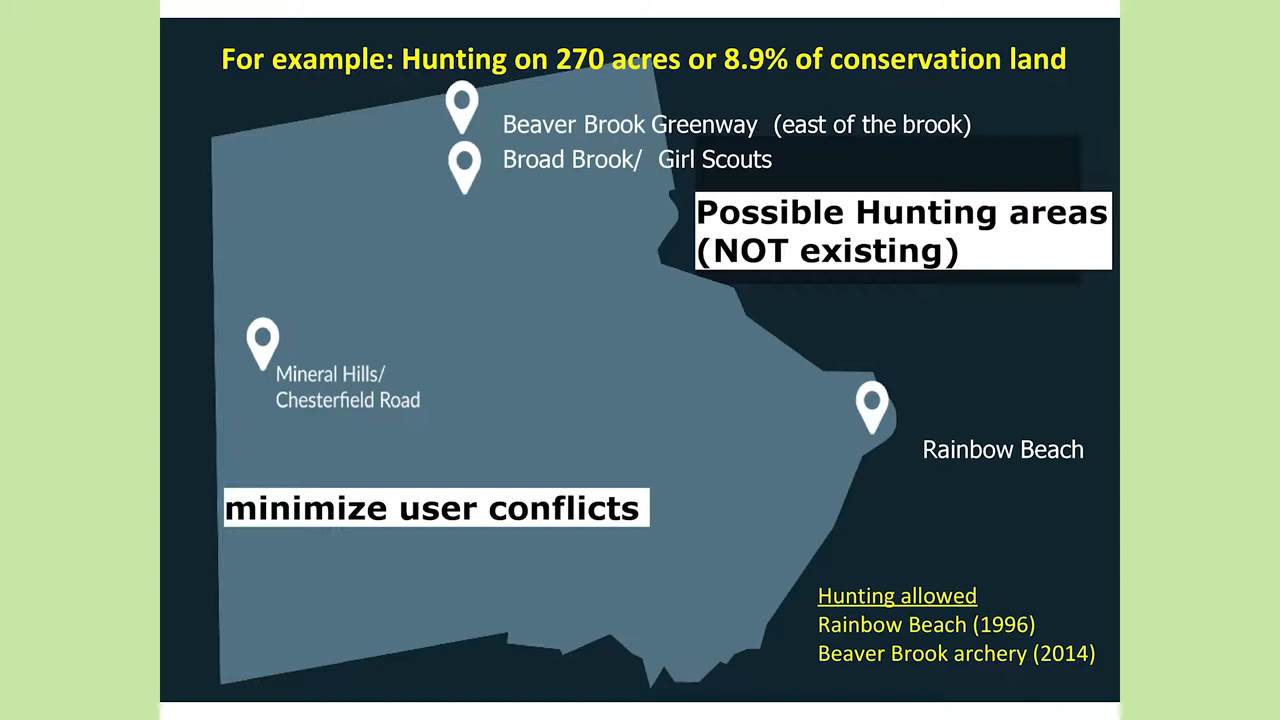 For example: Hunting on 270 acres or 8.9% of conservation land
Beaver Brook Greenway (east of the brook)
Broad Brook/ Girl Scouts
Possible Hunting areas
(NOT existing)
Mineral Hills/
Chesterfield Road
Rainbow Beach
minimize user conflicts
Hunting allowed
Rainbow Beach (1996)
Beaver Brook archery (2014)